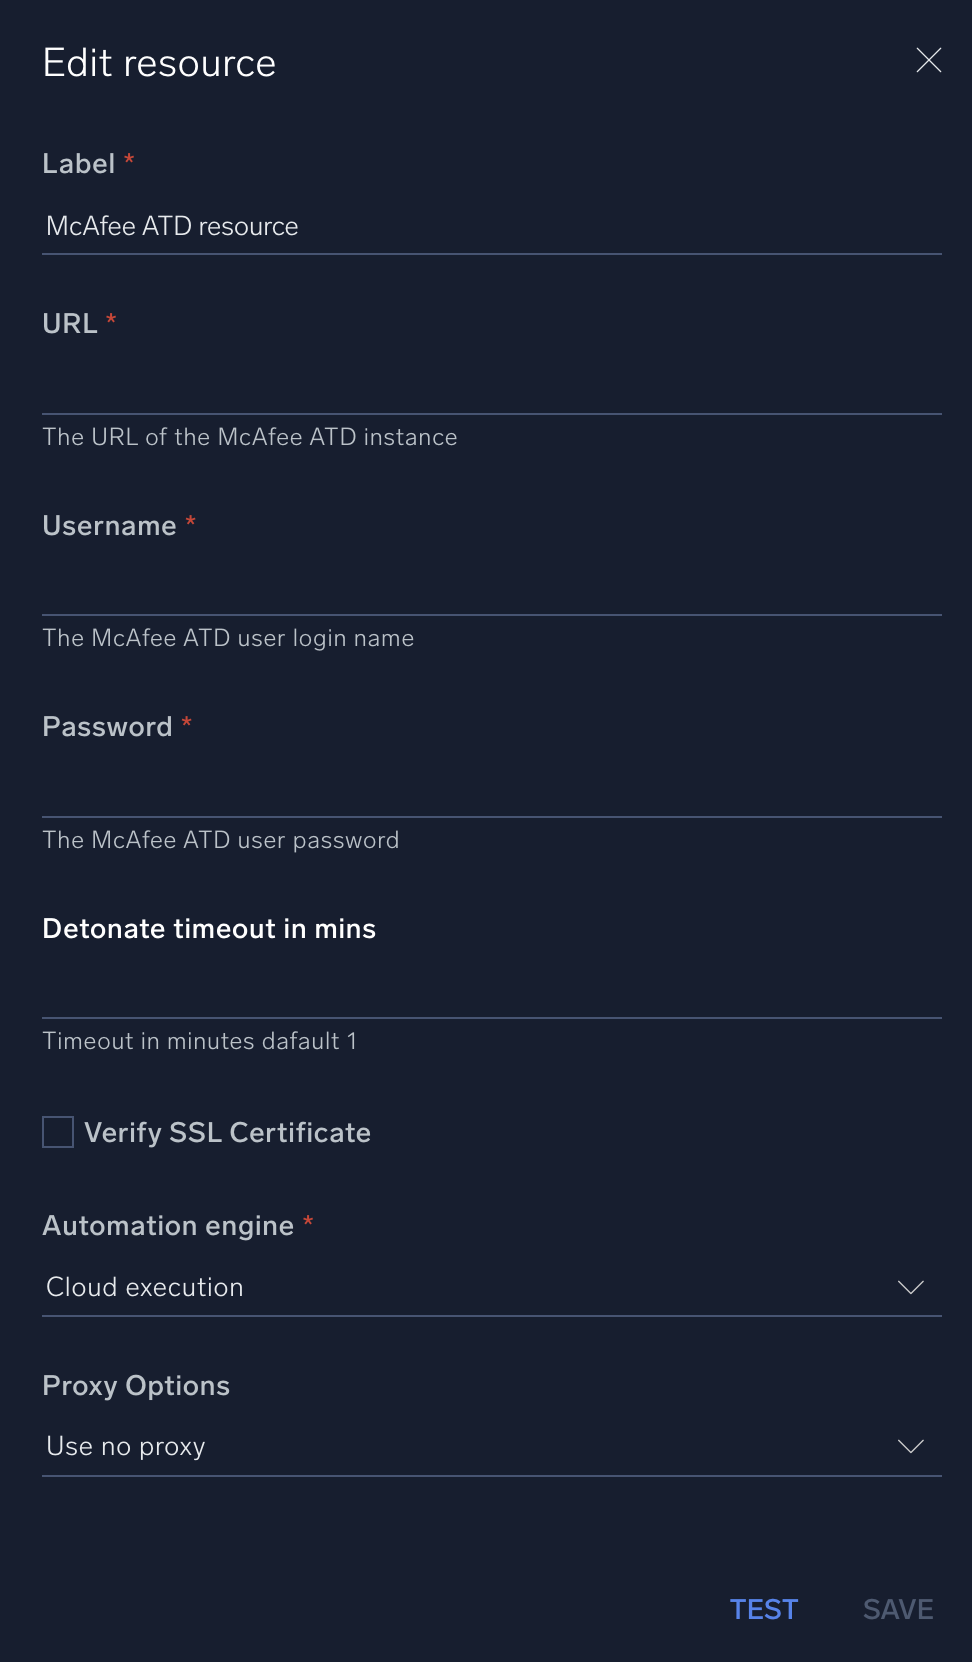 Edit resource
Label *
McAfee ATD resource
URL *
The URL of the McAfee ATD instance
Username *
The McAfee ATD user login name
Password *
The McAfee ATD user password
Detonate timeout in mins
Timeout in minutes dafault 1
Verify SSL Certificate
Automation engine *
Cloud execution
Proxy Options
Use no proxy
TEST SAVE